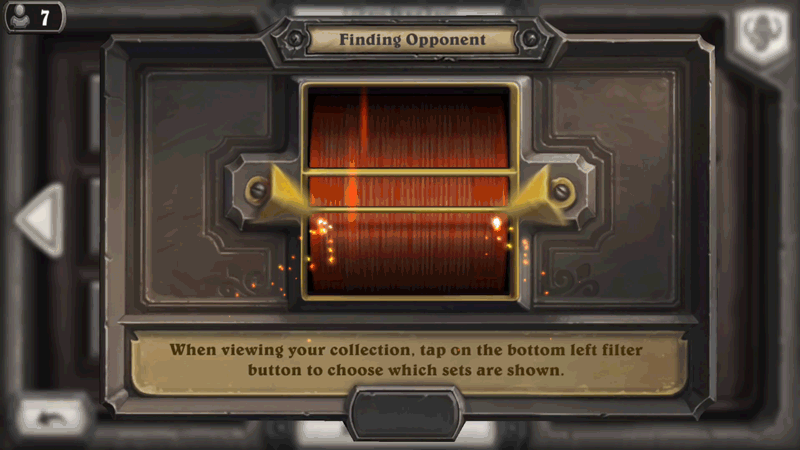 7
Finding Opponent
When viewing your collection, tap on the bottom left filter
button to choose which sets are shown.